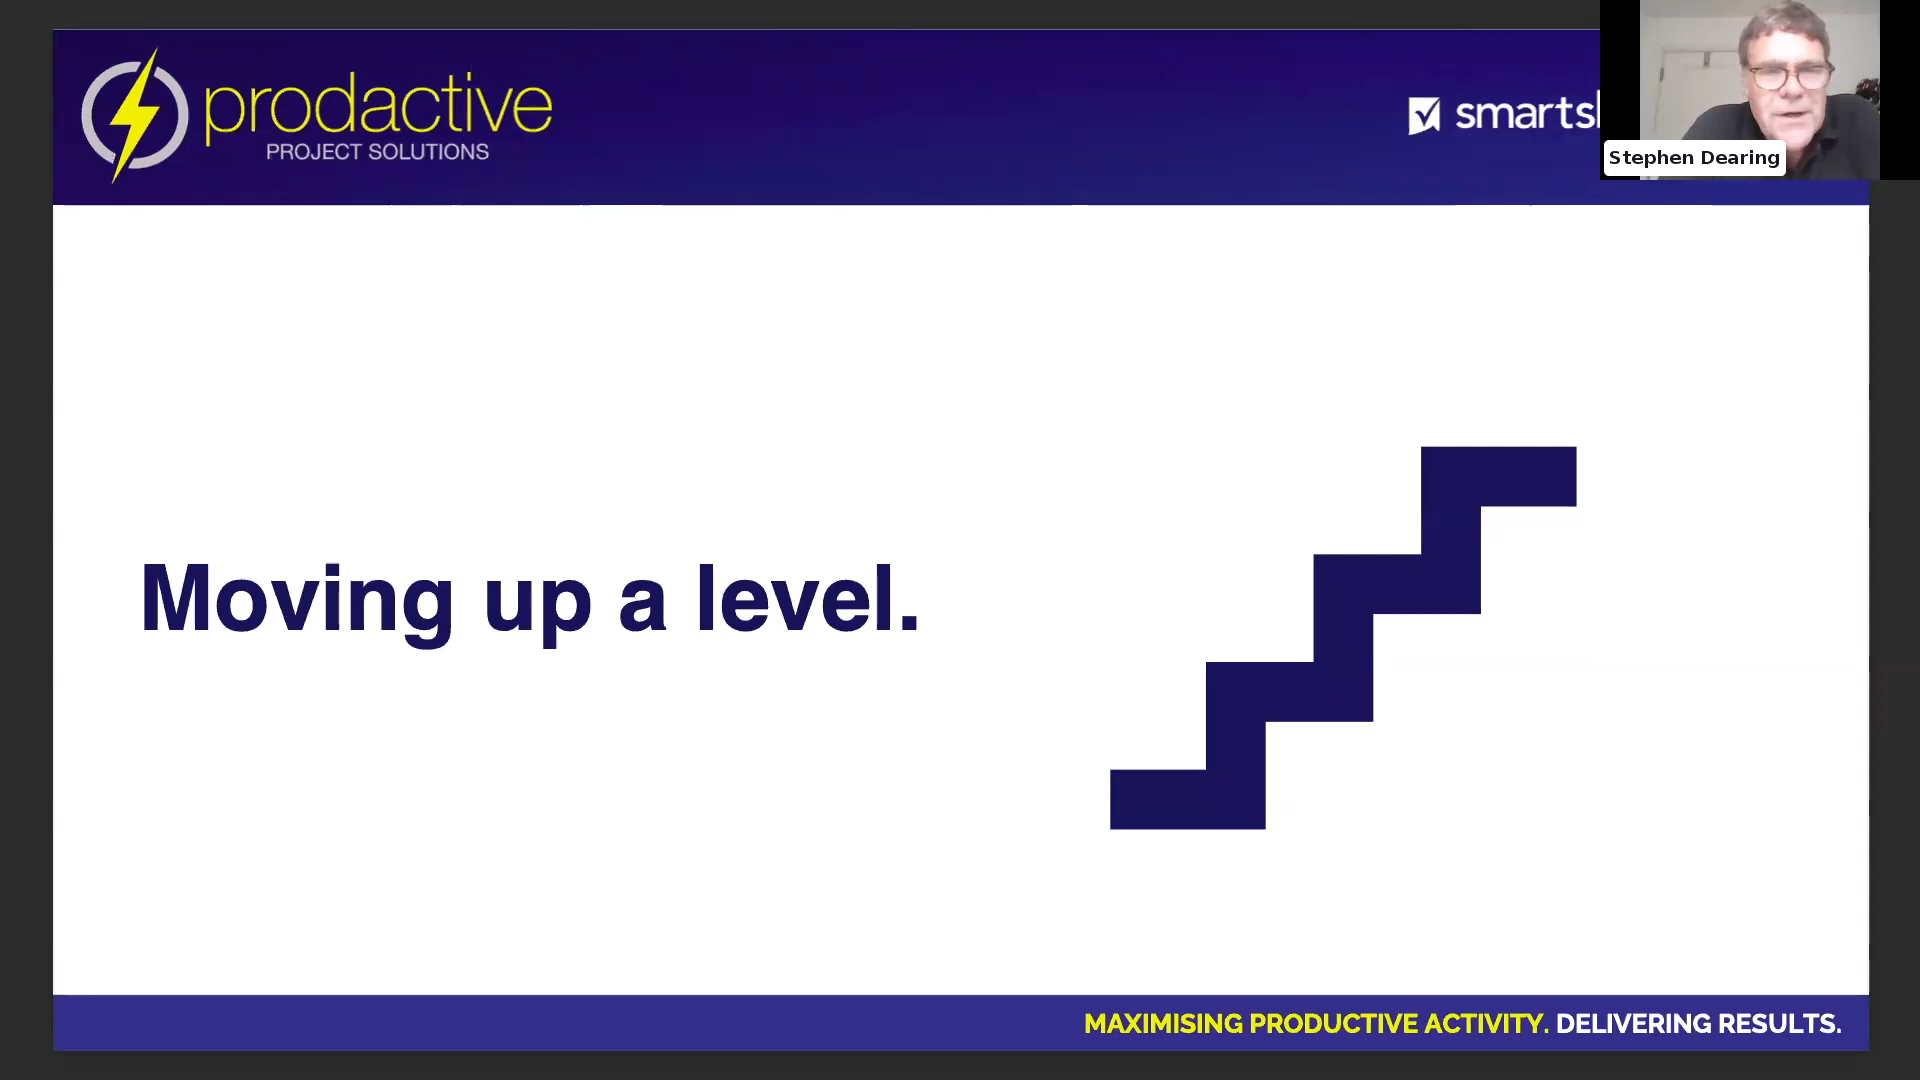 prodactive
PROJECT SOLUTIONS
Stephen Dearing
Moving up a level.
MAXIMISING PRODUCTIVE ACTIVITY. DELIVERING RESULTS.